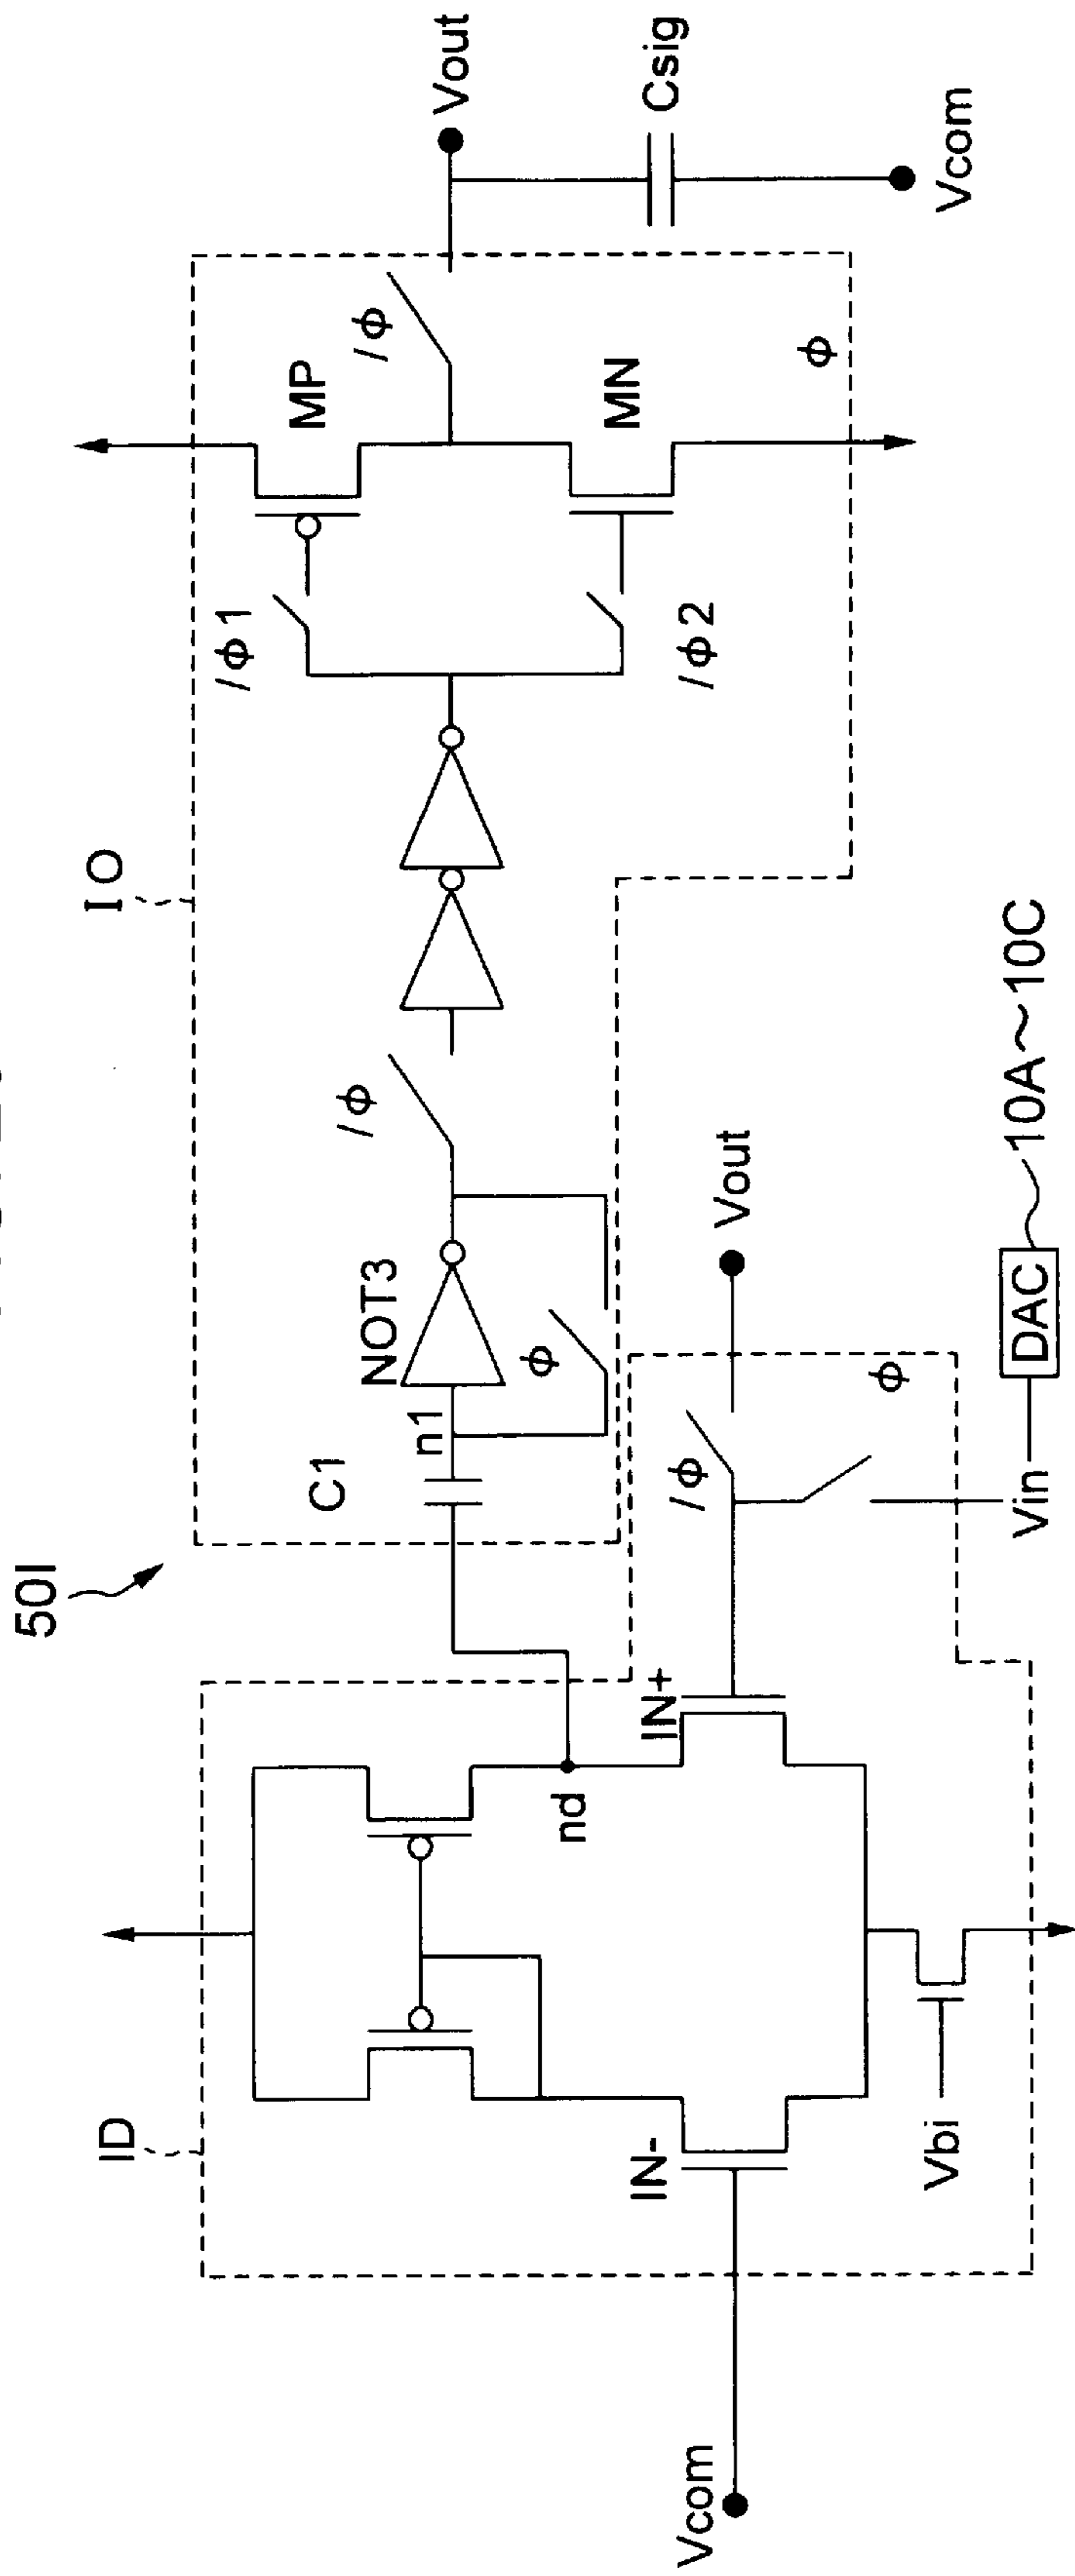 50I
ID
IO
Vcom
IN-
Vbi
nd
IN+
C1
n1
NOT3
ϕ
/ϕ
/ϕ1
/ϕ2
MP
MN
/ϕ
ϕ
Vout
Csig
Vcom
/ϕ
Vout
ϕ
Vin
DAC
10A~10C